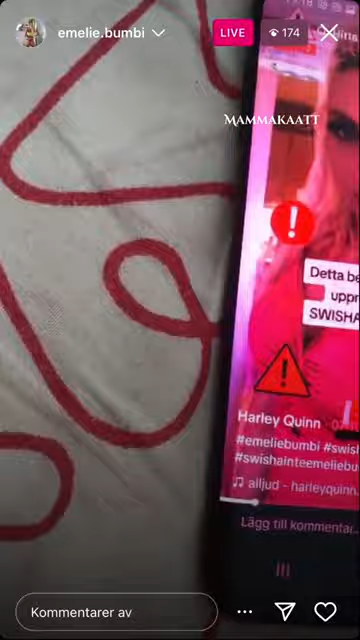 emelie.bumbi
LIVE
174
MAMMAKAATT
Detta be
uppr
SWISHA
Harley Quinn
#emeliebumbi #swish
#swishainteemeliebu
alljud - harleyquinn
Lägg till kommentar...
Kommentarer av